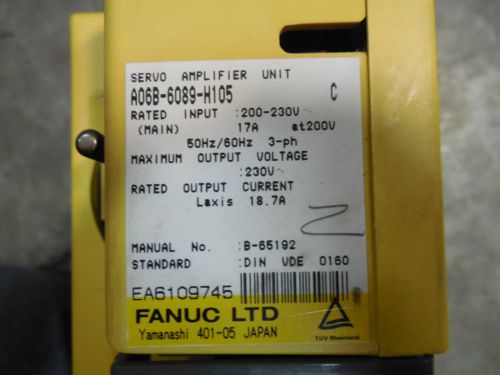 SERVO AMPLIFIER UNIT
A06B-6089-H105 C
RATED INPUT :200-230V~
(MAIN) 17A at200V
50Hz/60Hz 3-ph
MAXIMUM OUTPUT VOLTAGE
:230V~
RATED OUTPUT CURRENT
Laxis 18.7A
Z
MANUAL No. :B-65192
STANDARD :DIN VDE 0160
EA6109745
FANUC LTD
Yamanashi 401-05 JAPAN
TÜV Rheinland